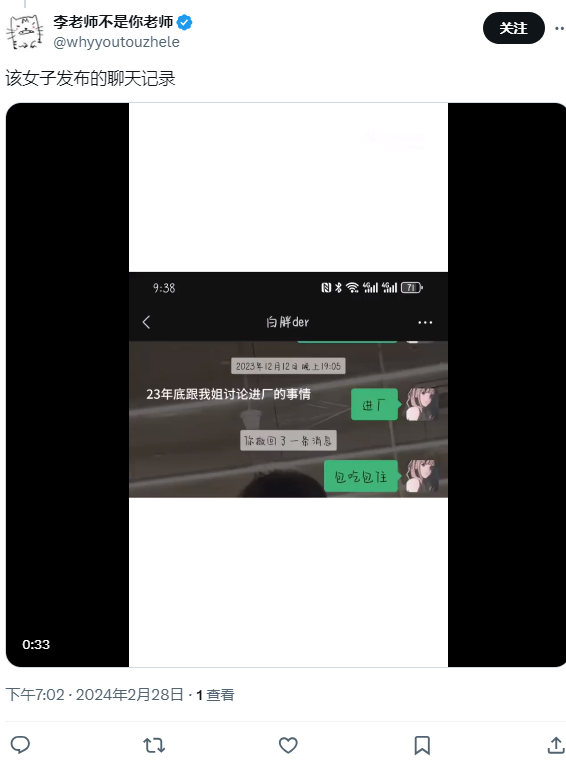 李老师不是你老师
@whyyoutouzhele
关注
该女子发布的聊天记录
9:38
71
白胖der
2023年12月12日 晚上19:05
23年底跟我姐讨论进厂的事情
进厂
你撤回了一条消息
包吃包住
0:33
下午7:02 · 2024年2月28日 · 1 查看